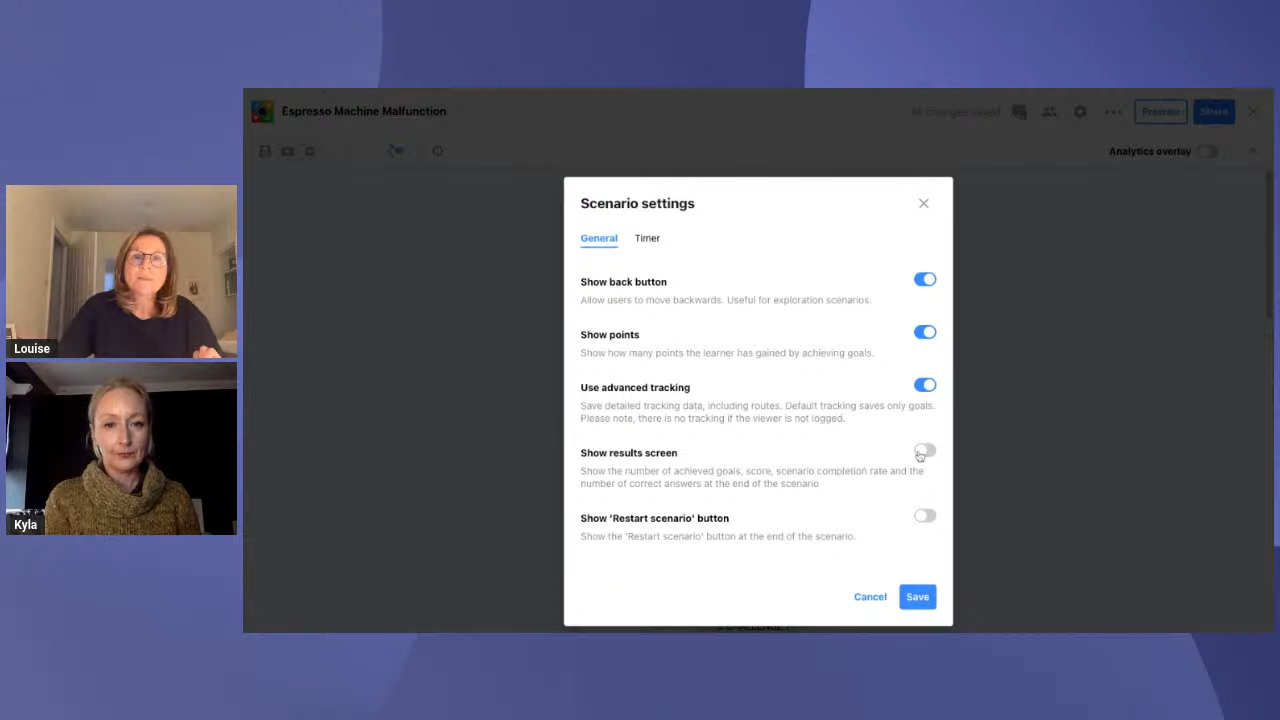 Espresso Machine Malfunction
All changes saved
Preview
Share
Analytics overlay
Scenario settings
General
Timer
Show back button
Allow users to move backwards. Useful for exploration scenarios.
Show points
Show how many points the learner has gained by achieving goals.
Use advanced tracking
Save detailed tracking data, including routes. Default tracking saves only goals.
Please note, there is no tracking if the viewer is not logged.
Show results screen
Show the number of achieved goals, score, scenario completion rate and the
number of correct answers at the end of the scenario
Show 'Restart scenario' button
Show the 'Restart scenario' button at the end of the scenario.
Cancel
Save
Louise
Kyla